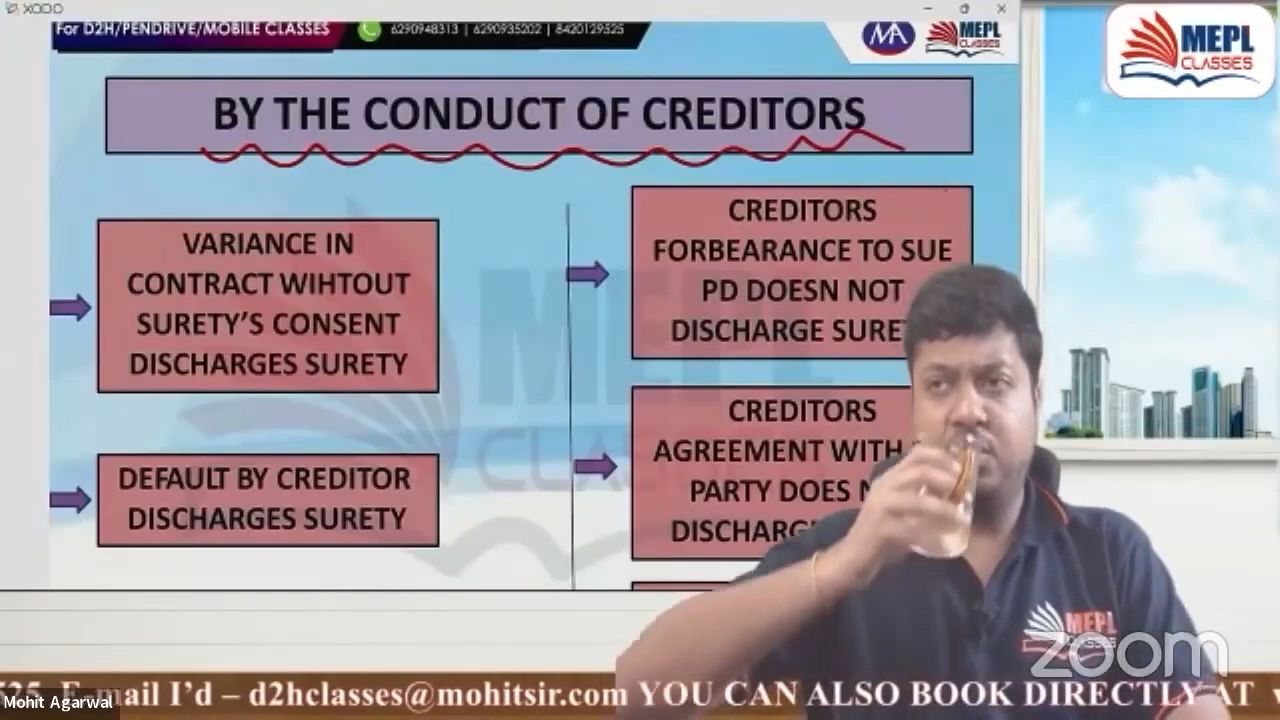 XODO
For D2H/PENDRIVE/MOBILE CLASSES
6290948313 | 6290935202 | 8420129525
MA
MEPL
CLASSES
MEPL
CLASSES
BY THE CONDUCT OF CREDITORS
VARIANCE IN
CONTRACT WIHTOUT
SURETY'S CONSENT
DISCHARGES SURETY
DEFAULT BY CREDITOR
DISCHARGES SURETY
CREDITORS
FORBEARANCE TO SUE
PD DOESN NOT
DISCHARGE
CREDITORS
AGREEMENT WITH
PARTY DOES
MEPL
CLASSES
MEPL
zoom
E-mail I'd – d2hclasses@mohitsir.com YOU CAN ALSO BOOK DIRECTLY AT
Mohit Agarwal